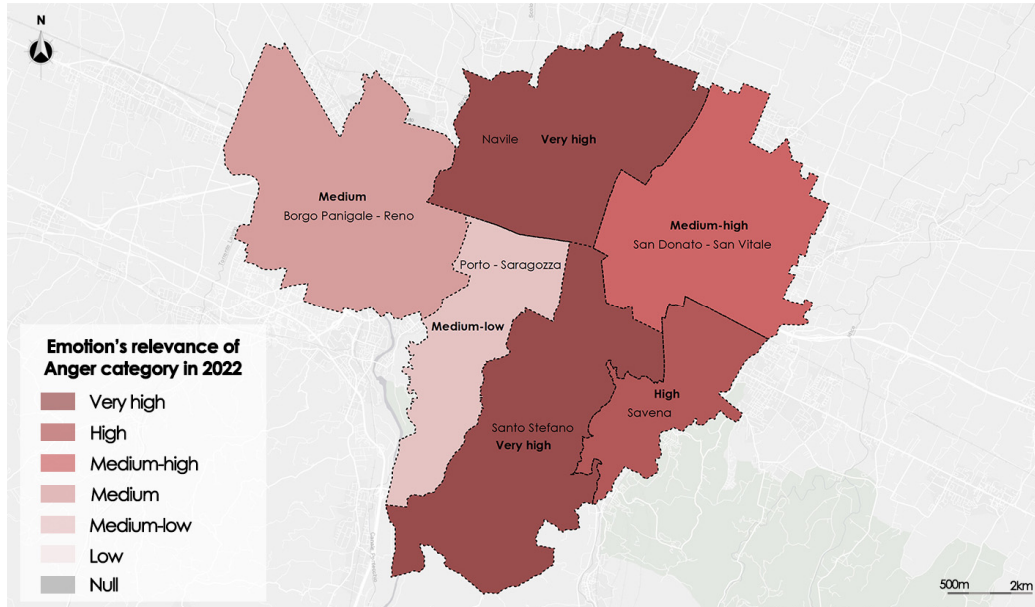 N
Navile Very high
Medium
Borgo Panigale - Reno
Medium-high
San Donato - San Vitale
Porto - Saragozza
Medium-low
High
Savena
Santo Stefano
Very high
Emotion's relevance of
Anger category in 2022
Very high
High
Medium-high
Medium
Medium-low
Low
Null
500m 2km